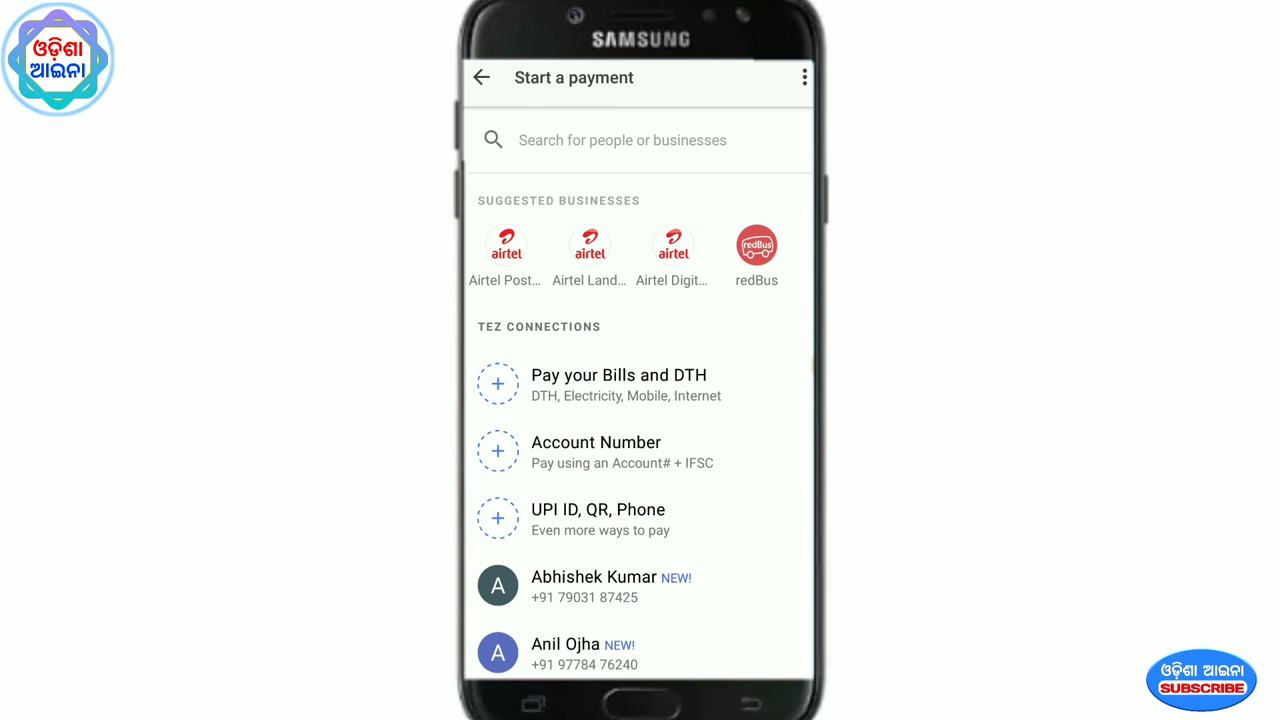 ଓଡ଼ିଶା
ଆଇନା
SAMSUNG
Start a payment
Search for people or businesses
SUGGESTED BUSINESSES
airtel
airtel
airtel
redBus
Airtel Post...
Airtel Land...
Airtel Digit...
redBus
TEZ CONNECTIONS
Pay your Bills and DTH
DTH, Electricity, Mobile, Internet
Account Number
Pay using an Account# + IFSC
UPI ID, QR, Phone
Even more ways to pay
A
Abhishek Kumar NEW!
+91 79031 87425
A
Anil Ojha NEW!
+91 97784 76240
ଓଡ଼ିଶା ଆଇନା
SUBSCRIBE